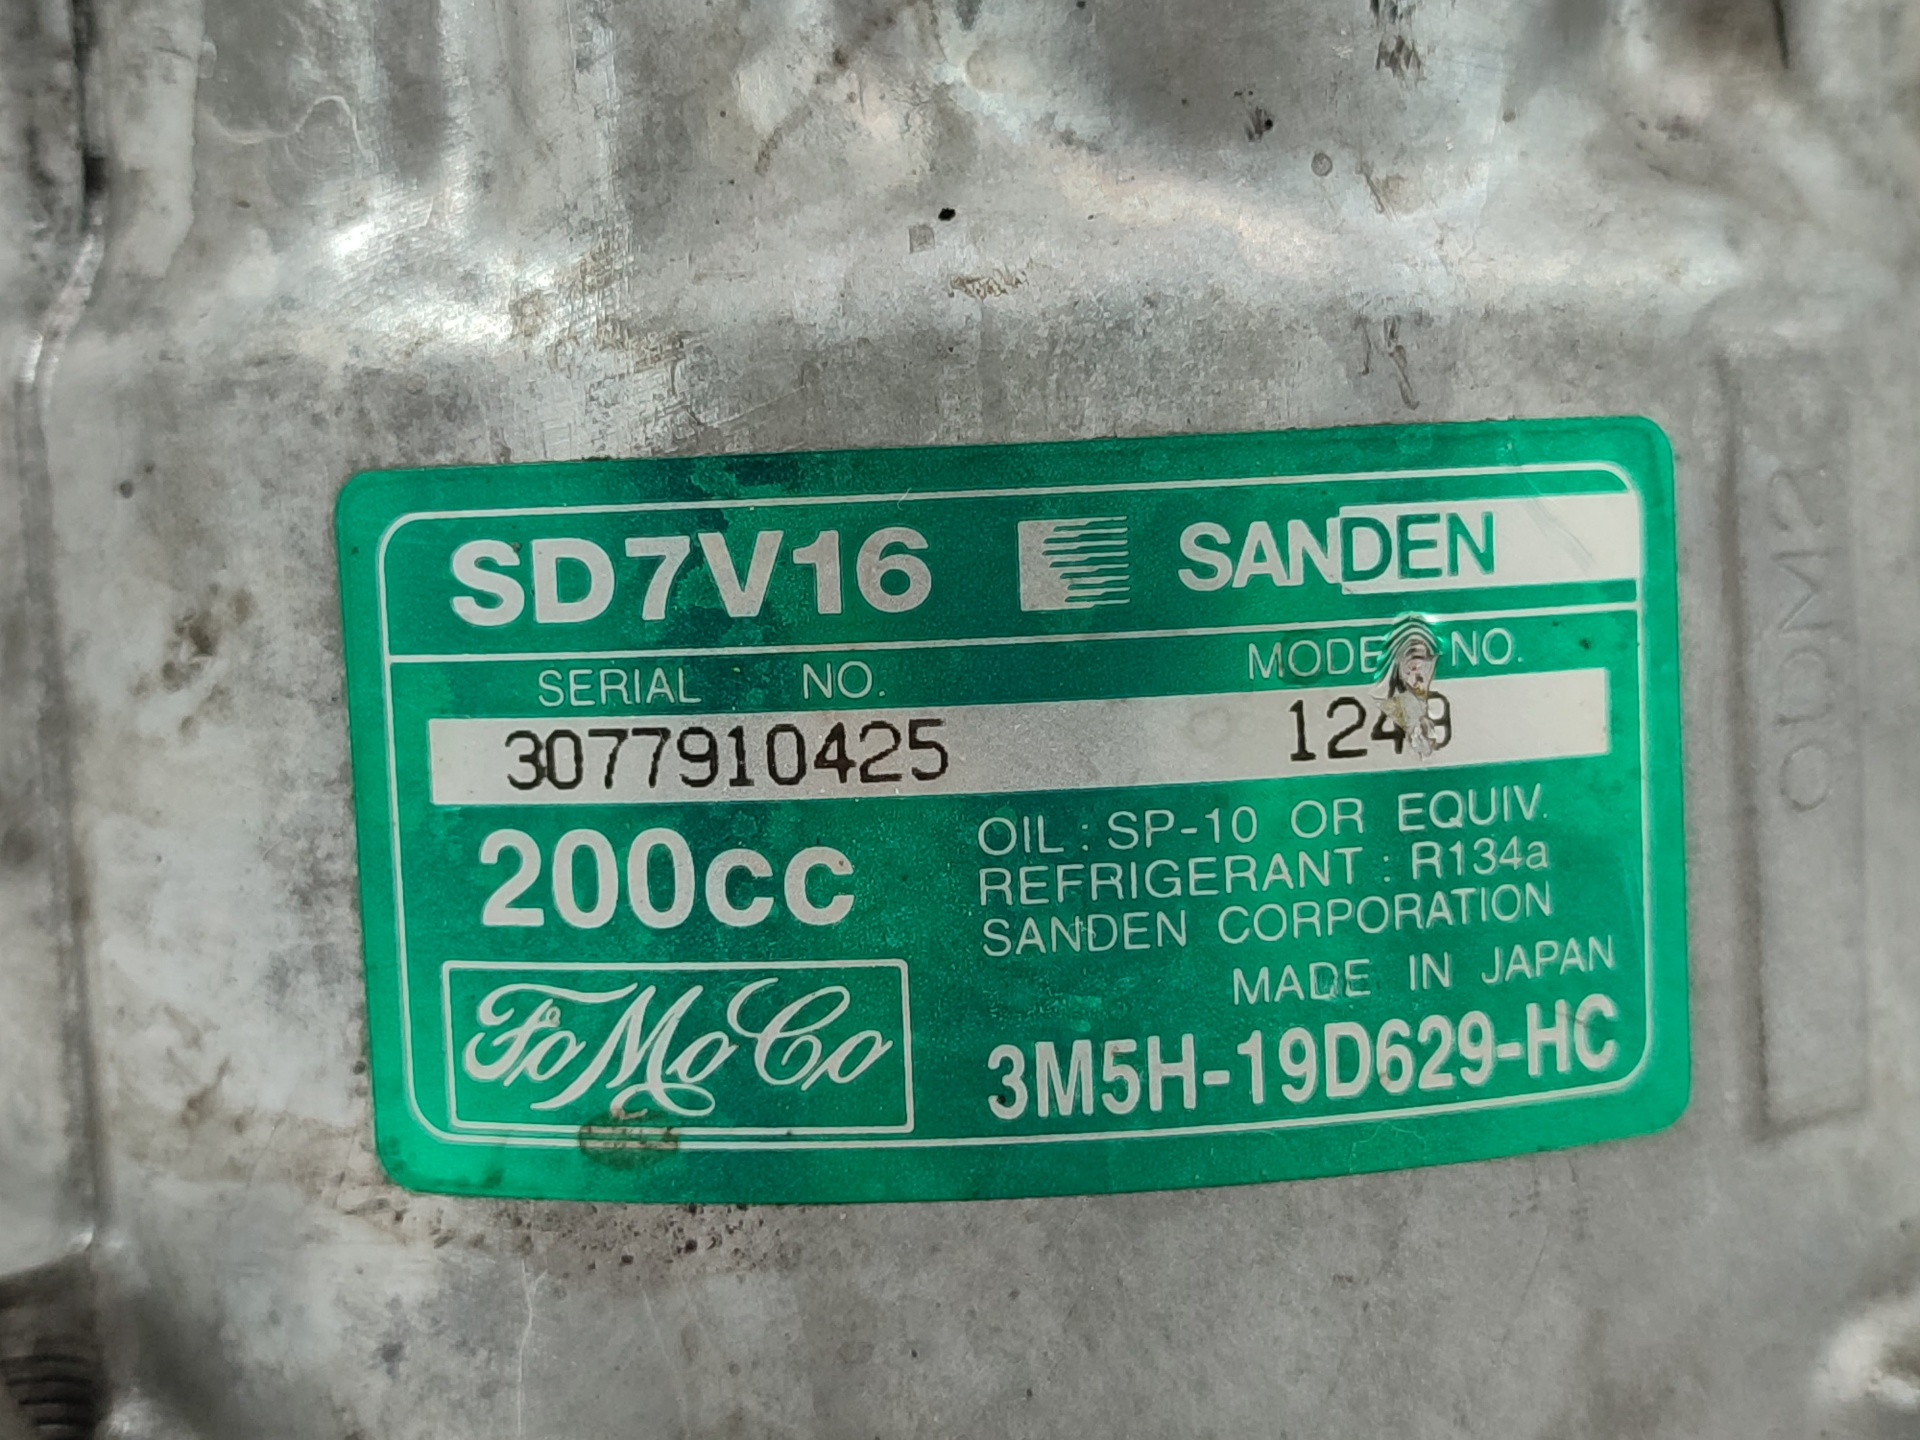 SD7V16 SANDEN
SERIAL NO. MODEL NO.
3077910425 1249
200cc
OIL : SP-10 OR EQUIV.
REFRIGERANT : R134a
SANDEN CORPORATION
MADE IN JAPAN
FoMoCo
3M5H-19D629-HC